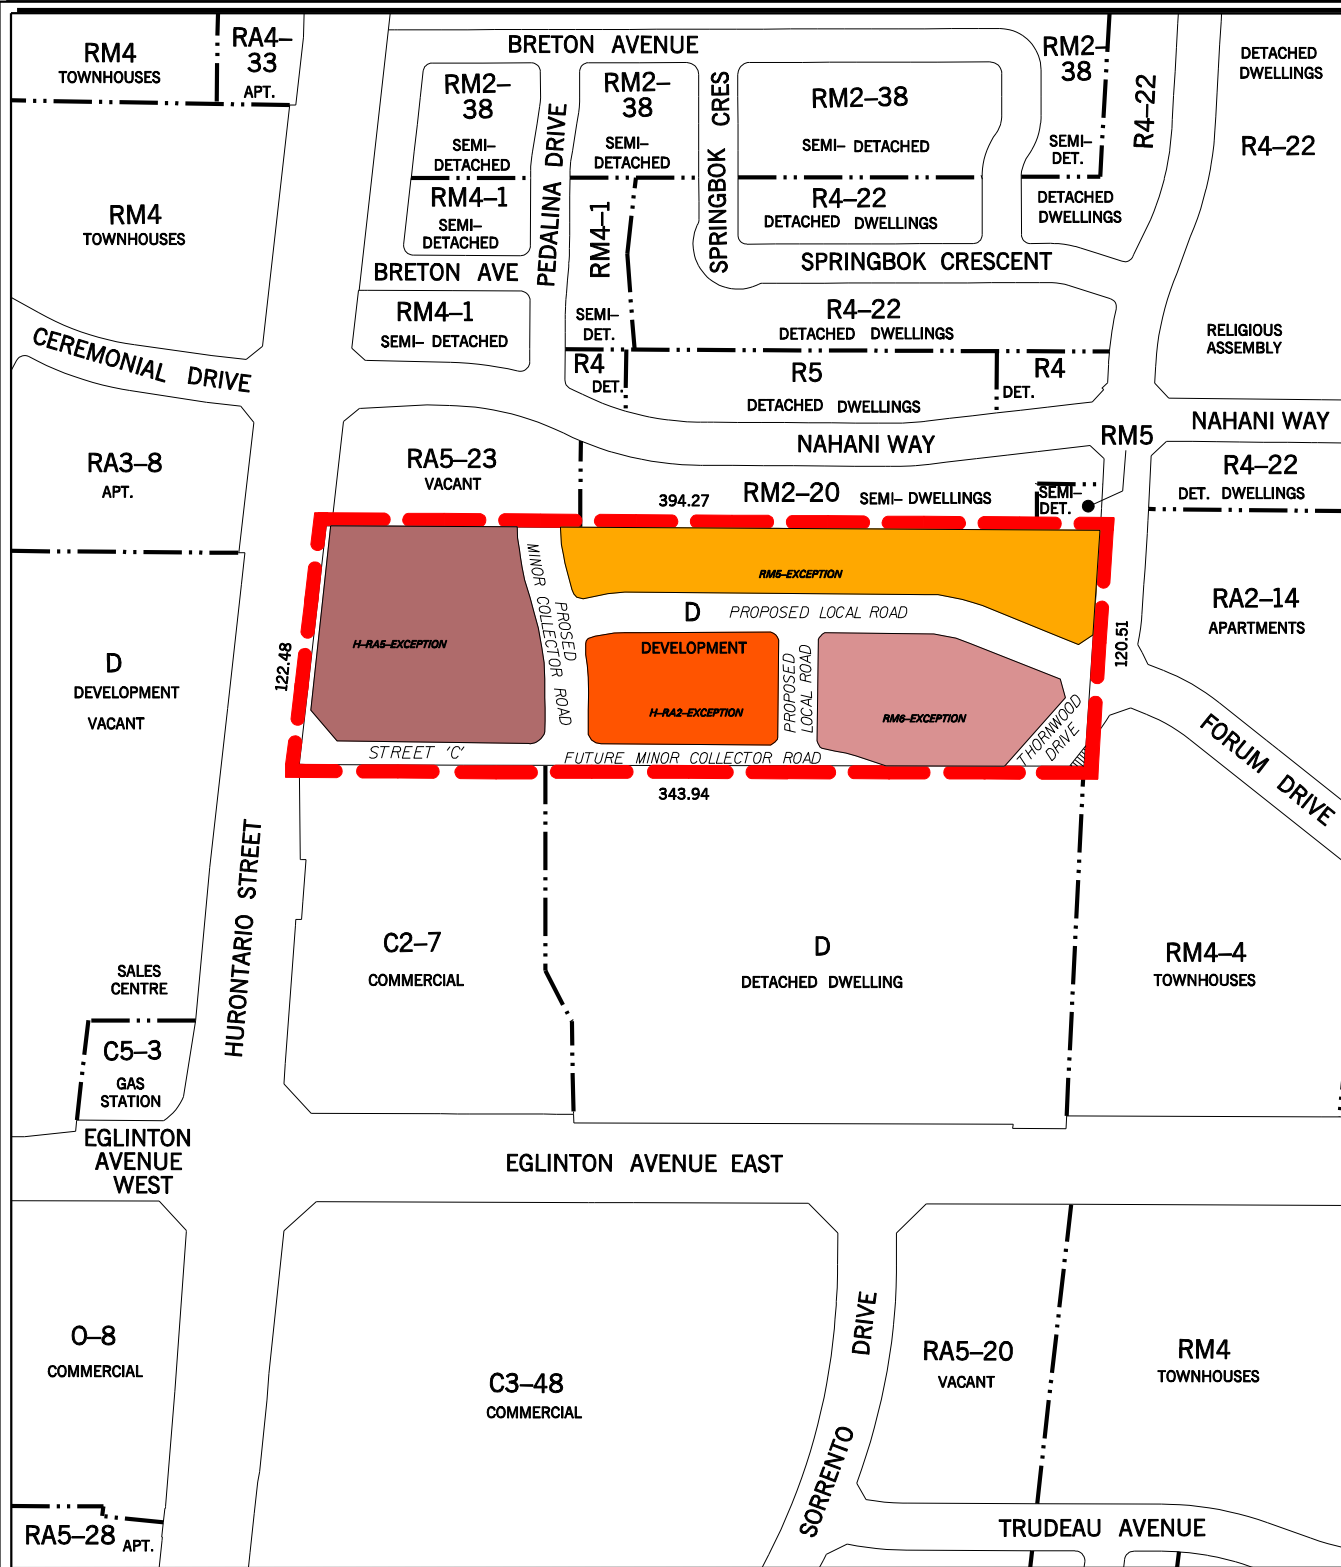 RM4
TOWNHOUSES
RA4–
33
APT.
BRETON AVENUE
RM2–
38
SEMI–
DETACHED
RM2–
38
SEMI–
DETACHED
RM2–38
SEMI– DETACHED
RM2–
38
SEMI–
DET.
R4–22
DETACHED
DWELLINGS
R4–22
PEDALINA DRIVE
SPRINGBOK CRES
RM4
TOWNHOUSES
RM4–1
SEMI–
DETACHED
RM4–1
SEMI–
DET.
R4–22
DETACHED DWELLINGS
DETACHED
DWELLINGS
BRETON AVE
SPRINGBOK CRESCENT
RM4–1
SEMI– DETACHED
R4–22
DETACHED DWELLINGS
RELIGIOUS
ASSEMBLY
CEREMONIAL DRIVE
R4
DET.
R5
DETACHED DWELLINGS
R4
DET.
NAHANI WAY
NAHANI WAY
RM5
RA3–8
APT.
RA5–23
VACANT
394.27
RM2–20
SEMI– DWELLINGS
SEMI–
DET.
R4–22
DET. DWELLINGS
RM5–EXCEPTION
MINOR COLLECTOR ROAD
PROSED
D
PROPOSED LOCAL ROAD
DEVELOPMENT
H–RA5–EXCEPTION
H–RA2–EXCEPTION
PROPOSED
LOCAL ROAD
RM6–EXCEPTION
THORNWOOD
DRIVE
122.48
120.51
RA2–14
APARTMENTS
D
DEVELOPMENT
VACANT
STREET 'C'
FUTURE MINOR COLLECTOR ROAD
343.94
FORUM DRIVE
HURONTARIO STREET
C2–7
COMMERCIAL
D
DETACHED DWELLING
RM4–4
TOWNHOUSES
SALES
CENTRE
C5–3
GAS
STATION
EGLINTON
AVENUE
WEST
EGLINTON AVENUE EAST
O–8
COMMERCIAL
C3–48
COMMERCIAL
SORRENTO DRIVE
RA5–20
VACANT
RM4
TOWNHOUSES
RA5–28 APT.
TRUDEAU AVENUE